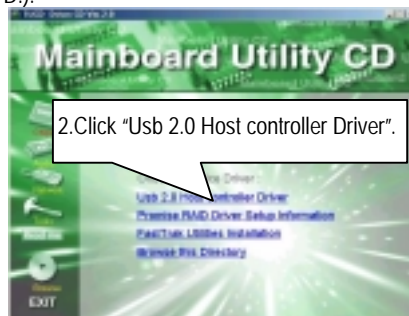 D.).
Mainboard Utility CD
2.Click “Usb 2.0 Host controller Driver”.
Driver
Usb 2.0 Host controller Driver
Promise RAID Driver Setup Information
FastTrak Utilities Installation
Browse this Directory
EXIT